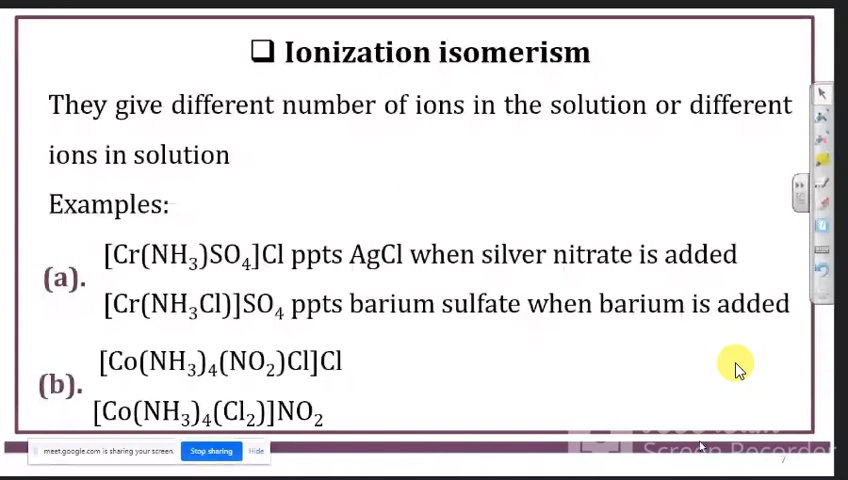 ❑ Ionization isomerism
They give different number of ions in the solution or different
ions in solution
Examples:
(a).
[Cr(NH₃)SO₄]Cl ppts AgCl when silver nitrate is added
[Cr(NH₃Cl)]SO₄ ppts barium sulfate when barium is added
(b).
[Co(NH₃)₄(NO₂)Cl]Cl
[Co(NH₃)₄(Cl₂)]NO₂
Screen Recorder
7
meet.google.com is sharing your screen. Stop sharing Hide